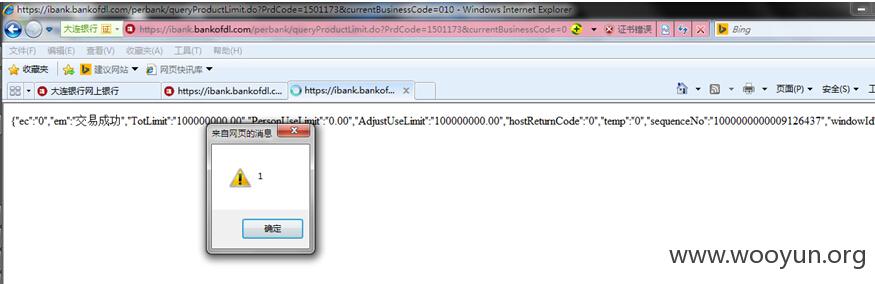 https://ibank.bankofdl.com/perbank/queryProductLimit.do?PrdCode=1501173&currentBusinessCode=010 - Windows Internet Explorer
大连银行 [证] https://ibank.bankofdl.com/perbank/queryProductLimit.do?PrdCode=1501173&currentBusinessCode=0 证书错误 Bing
文件(F) 编辑(E) 查看(V) 收藏夹(A) 工具(T) 帮助(H)
收藏夹 建议网站 网页快讯库
大连银行网上银行 https://ibank.bankofdl.c... https://ibank.bankof... 页面(P) 安全(S)
{"ec":"0","em":"交易成功","TotLimit":"100000000.00","PersonUseLimit":"0.00","AdjustUseLimit":"100000000.00","hostReturnCode":"0","temp":"0","sequenceNo":"1000000000009126437","windowId
来自网页的消息
1
确定
www.wooyun.org